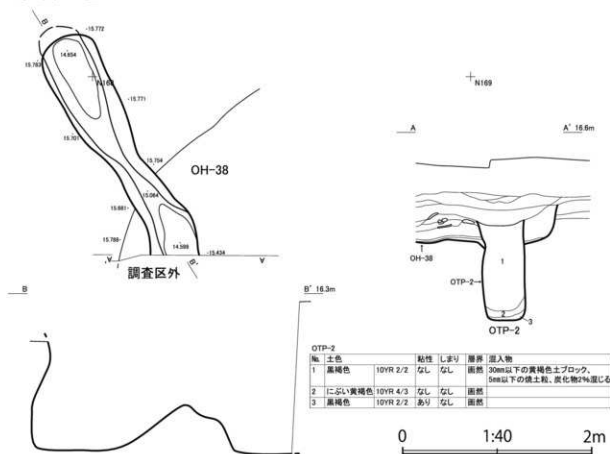 B
-15.772
15.763
14.654
N168
-15.771
15.701
15.704
OH-38
15.064
15.681-
14.598
15.788-
-15.434
A'
B'
A
調査区外
N169
A
A' 16.6m
1
OH-38
OTP-2
2
3
OTP-2
B
B' 16.3m
OTP-2
№ 土色 粘性 しまり 層界 混入物
1 黒褐色 10YR 2/2 なし なし 画然 30mm以下の黄褐色土ブロック、
5mm以下の焼土粒、炭化物2%混じる
2 にぶい黄褐色 10YR 4/3 なし なし 画然
3 黒褐色 10YR 2/2 あり なし 画然
0 1:40 2m